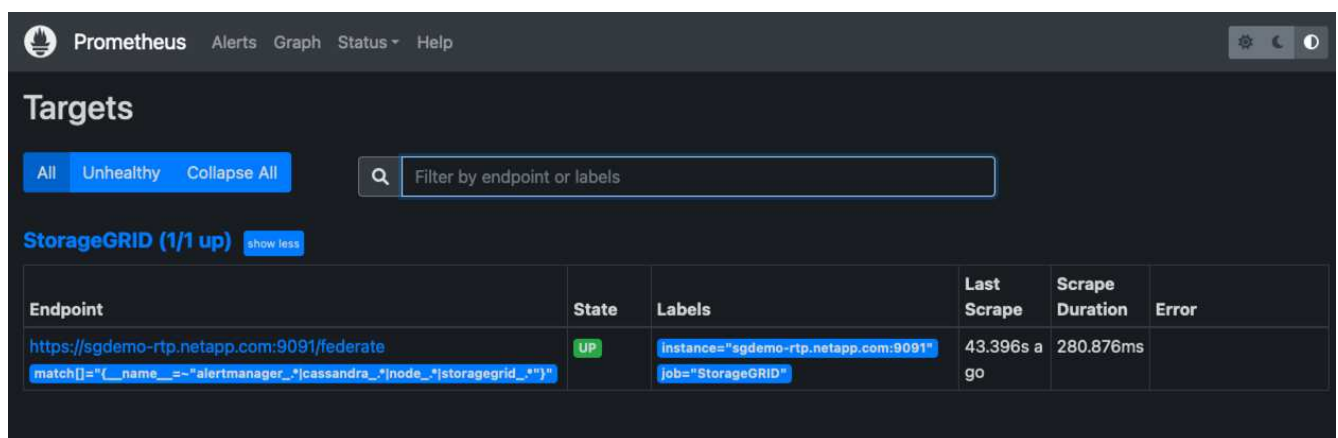 Prometheus Alerts Graph Status Help
Targets
All Unhealthy Collapse All
Filter by endpoint or labels
StorageGRID (1/1 up) show less
Endpoint State Labels Last Scrape Scrape Duration Error
https://sgdemo-rtp.netapp.com:9091/federate UP instance="sgdemo-rtp.netapp.com:9091" 43.396s a 280.876ms
match[]="{__name__=~"alertmanager_.*|cassandra_.*|node_.*|storagegrid_.*"}" job="StorageGRID" go